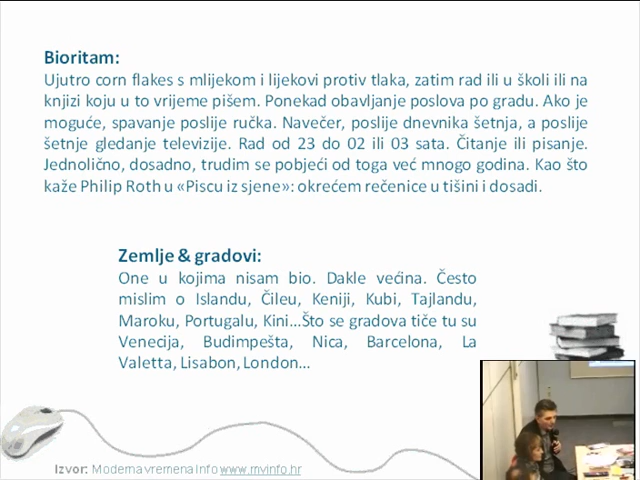 Bioritam:
Ujutro corn flakes s mlijekom i lijekovi protiv tlaka, zatim rad ili u školi ili na
knjizi koju u to vrijeme pišem. Ponekad obavljanje poslova po gradu. Ako je
moguće, spavanje poslije ručka. Navečer, poslije dnevnika šetnja, a poslije
šetnje gledanje televizije. Rad od 23 do 02 ili 03 sata. Čitanje ili pisanje.
Jednolično, dosadno, trudim se pobjeći od toga već mnogo godina. Kao što
kaže Philip Roth u «Piscu iz sjene»: okrećem rečenice u tišini i dosadi.
Zemlje & gradovi:
One u kojima nisam bio. Dakle većina. Često
mislim o Islandu, Čileu, Keniji, Kubi, Tajlandu,
Maroku, Portugalu, Kini...Što se gradova tiče tu su
Venecija, Budimpešta, Nica, Barcelona, La
Valetta, Lisabon, London...
Izvor: Moderna vremena Info www.mvinfo.hr